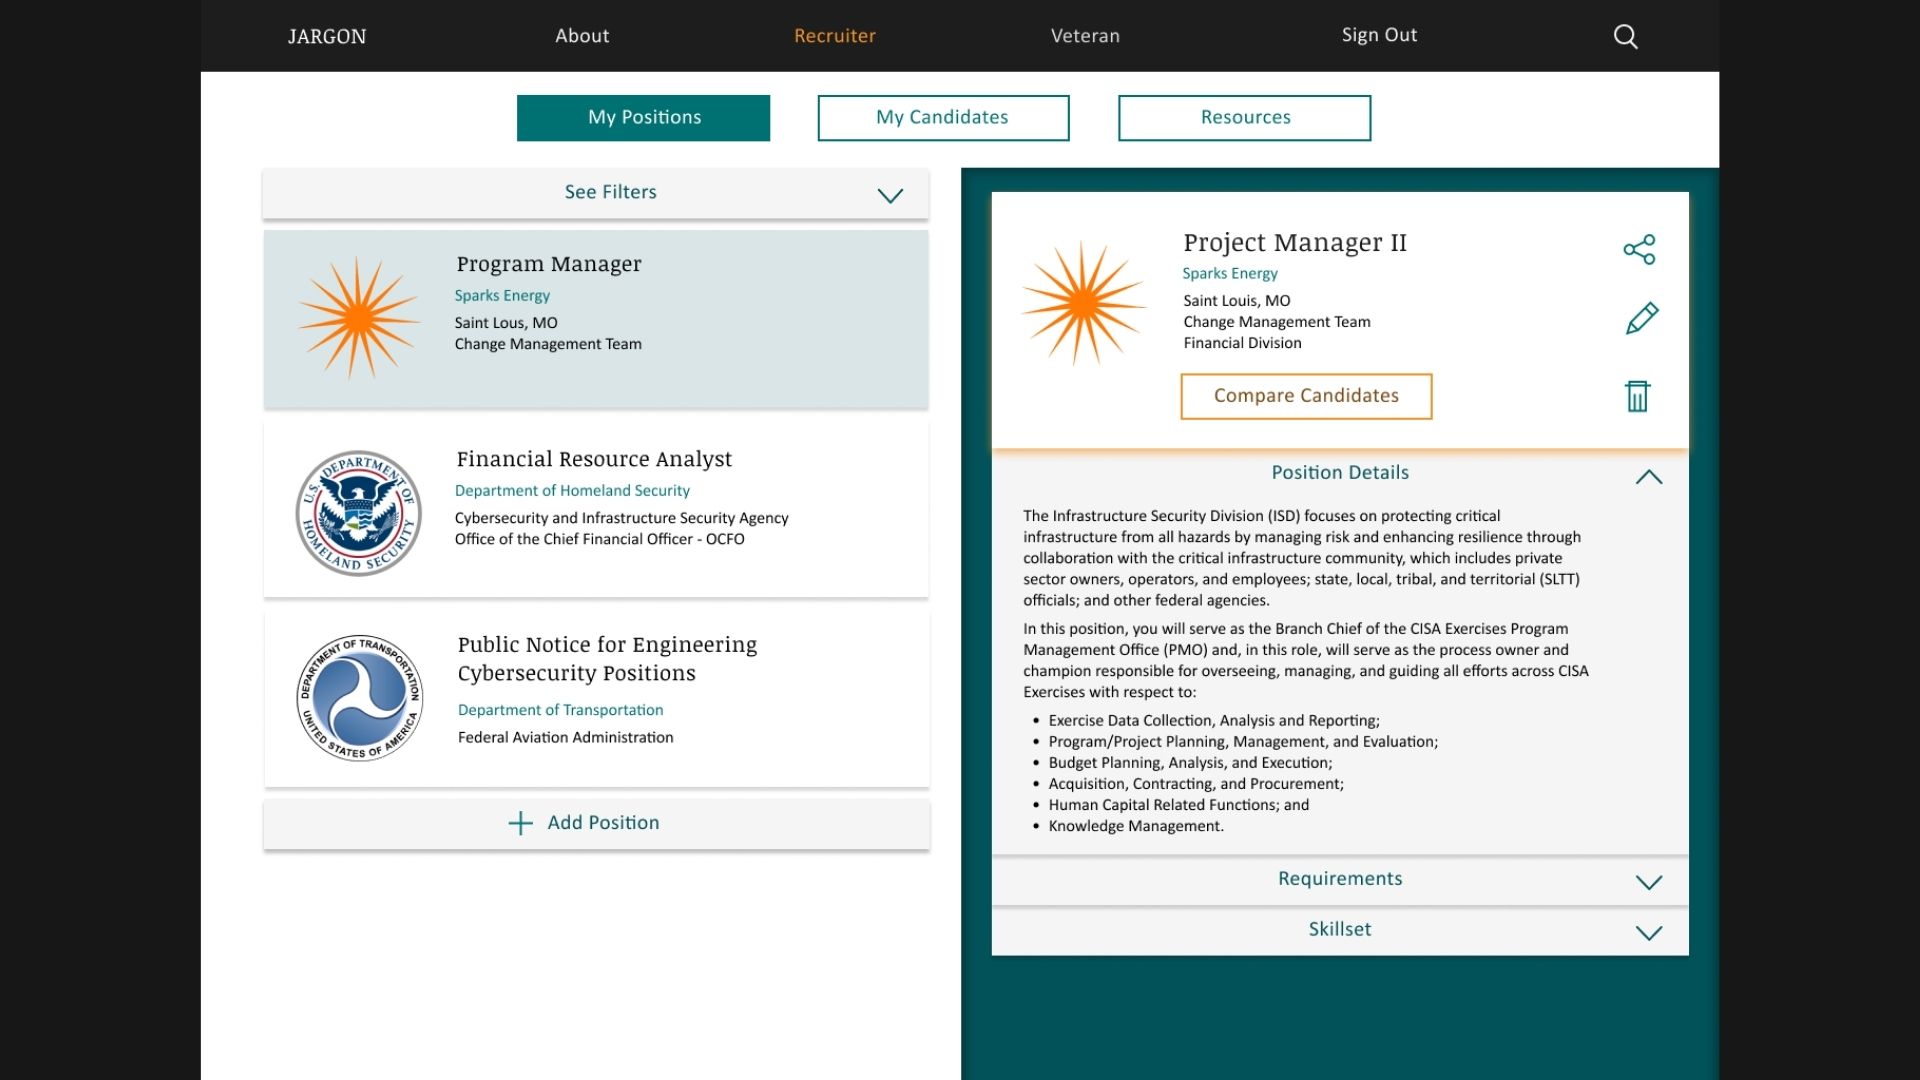 JARGON
About
Recruiter
Veteran
Sign Out
My Positions
My Candidates
Resources
See Filters
Program Manager
Sparks Energy
Saint Lous, MO
Change Management Team
U.S. DEPARTMENT OF
HOMELAND SECURITY
Financial Resource Analyst
Department of Homeland Security
Cybersecurity and Infrastructure Security Agency
Office of the Chief Financial Officer - OCFO
DEPARTMENT OF TRANSPORTATION
UNITED STATES OF AMERICA
Public Notice for Engineering
Cybersecurity Positions
Department of Transportation
Federal Aviation Administration
Add Position
Project Manager II
Sparks Energy
Saint Louis, MO
Change Management Team
Financial Division
Compare Candidates
Position Details
The Infrastructure Security Division (ISD) focuses on protecting critical
infrastructure from all hazards by managing risk and enhancing resilience through
collaboration with the critical infrastructure community, which includes private
sector owners, operators, and employees; state, local, tribal, and territorial (SLTT)
officials; and other federal agencies.
In this position, you will serve as the Branch Chief of the CISA Exercises Program
Management Office (PMO) and, in this role, will serve as the process owner and
champion responsible for overseeing, managing, and guiding all efforts across CISA
Exercises with respect to:
• Exercise Data Collection, Analysis and Reporting;
• Program/Project Planning, Management, and Evaluation;
• Budget Planning, Analysis, and Execution;
• Acquisition, Contracting, and Procurement;
• Human Capital Related Functions; and
• Knowledge Management.
Requirements
Skillset